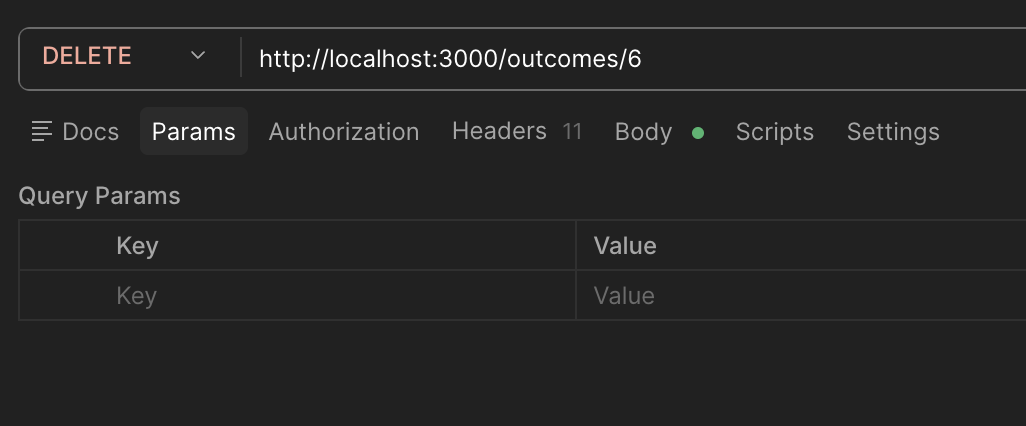 DELETE http://localhost:3000/outcomes/6
Docs Params Authorization Headers 11 Body Scripts Settings
Query Params
Key Value
Key Value